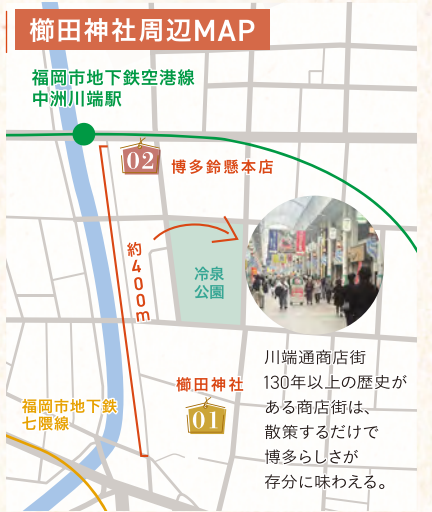 櫛田神社周辺MAP
福岡市地下鉄空港線
中洲川端駅
02
博多鈴懸本店
約400m
冷泉
公園
川端通商店街
130年以上の歴史が
ある商店街は、
散策するだけで
博多らしさが
存分に味わえる。
櫛田神社
01
福岡市地下鉄
七隈線